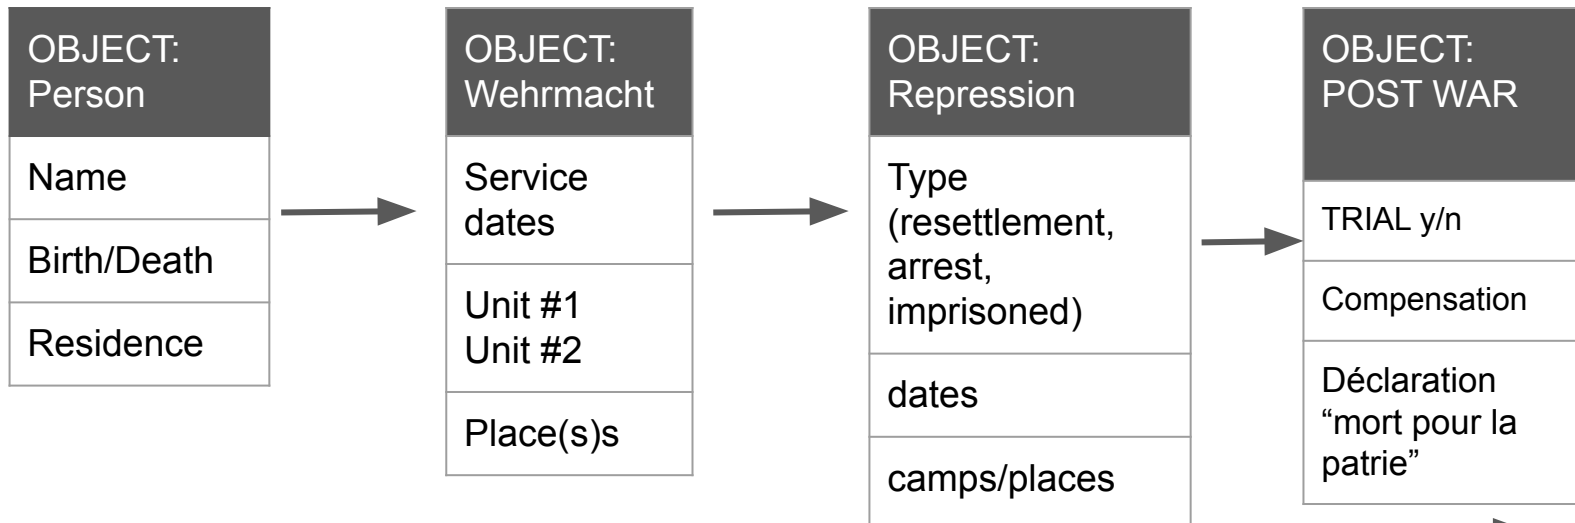 OBJECT:
Person
Name
Birth/Death
Residence
OBJECT:
Wehrmacht
Service
dates
Unit #1
Unit #2
Place(s)s
OBJECT:
Repression
Type
(resettlement,
arrest,
imprisoned)
dates
camps/places
OBJECT:
POST WAR
TRIAL y/n
Compensation
Déclaration
“mort pour la
patrie”